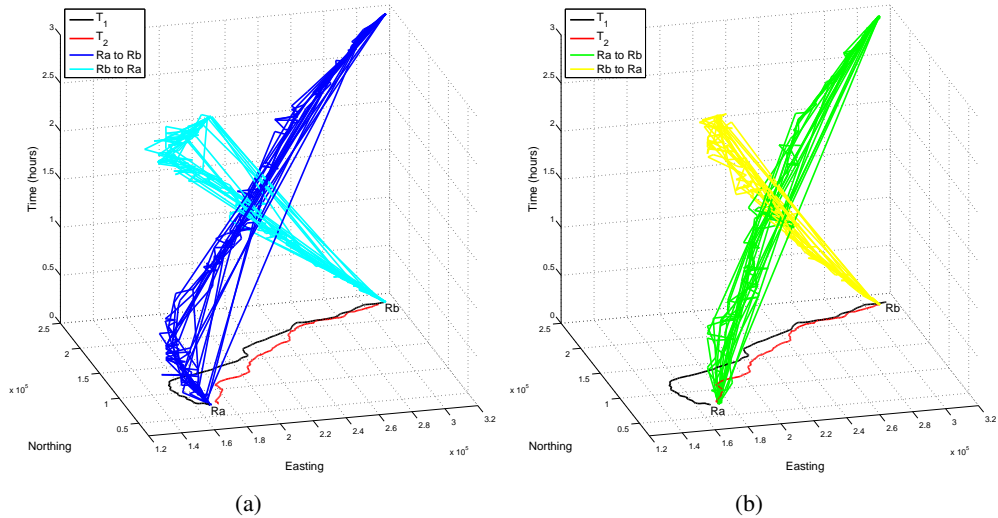 T1
T2
Ra to Rb
Rb to Ra
3
2.5
2
1.5
1
0.5
0
Time (hours)
2.5
2
1.5
1
0.5
x 10^5
Northing
1.2
1.4
1.6
1.8
2
2.2
2.4
2.6
2.8
3
3.2
x 10^5
Easting
Ra
Rb
(a)
T1
T2
Ra to Rb
Rb to Ra
3
2.5
2
1.5
1
0.5
0
Time (hours)
2.5
2
1.5
1
0.5
x 10^5
Northing
1.2
1.4
1.6
1.8
2
2.2
2.4
2.6
2.8
3
3.2
x 10^5
Easting
Ra
Rb
(b)